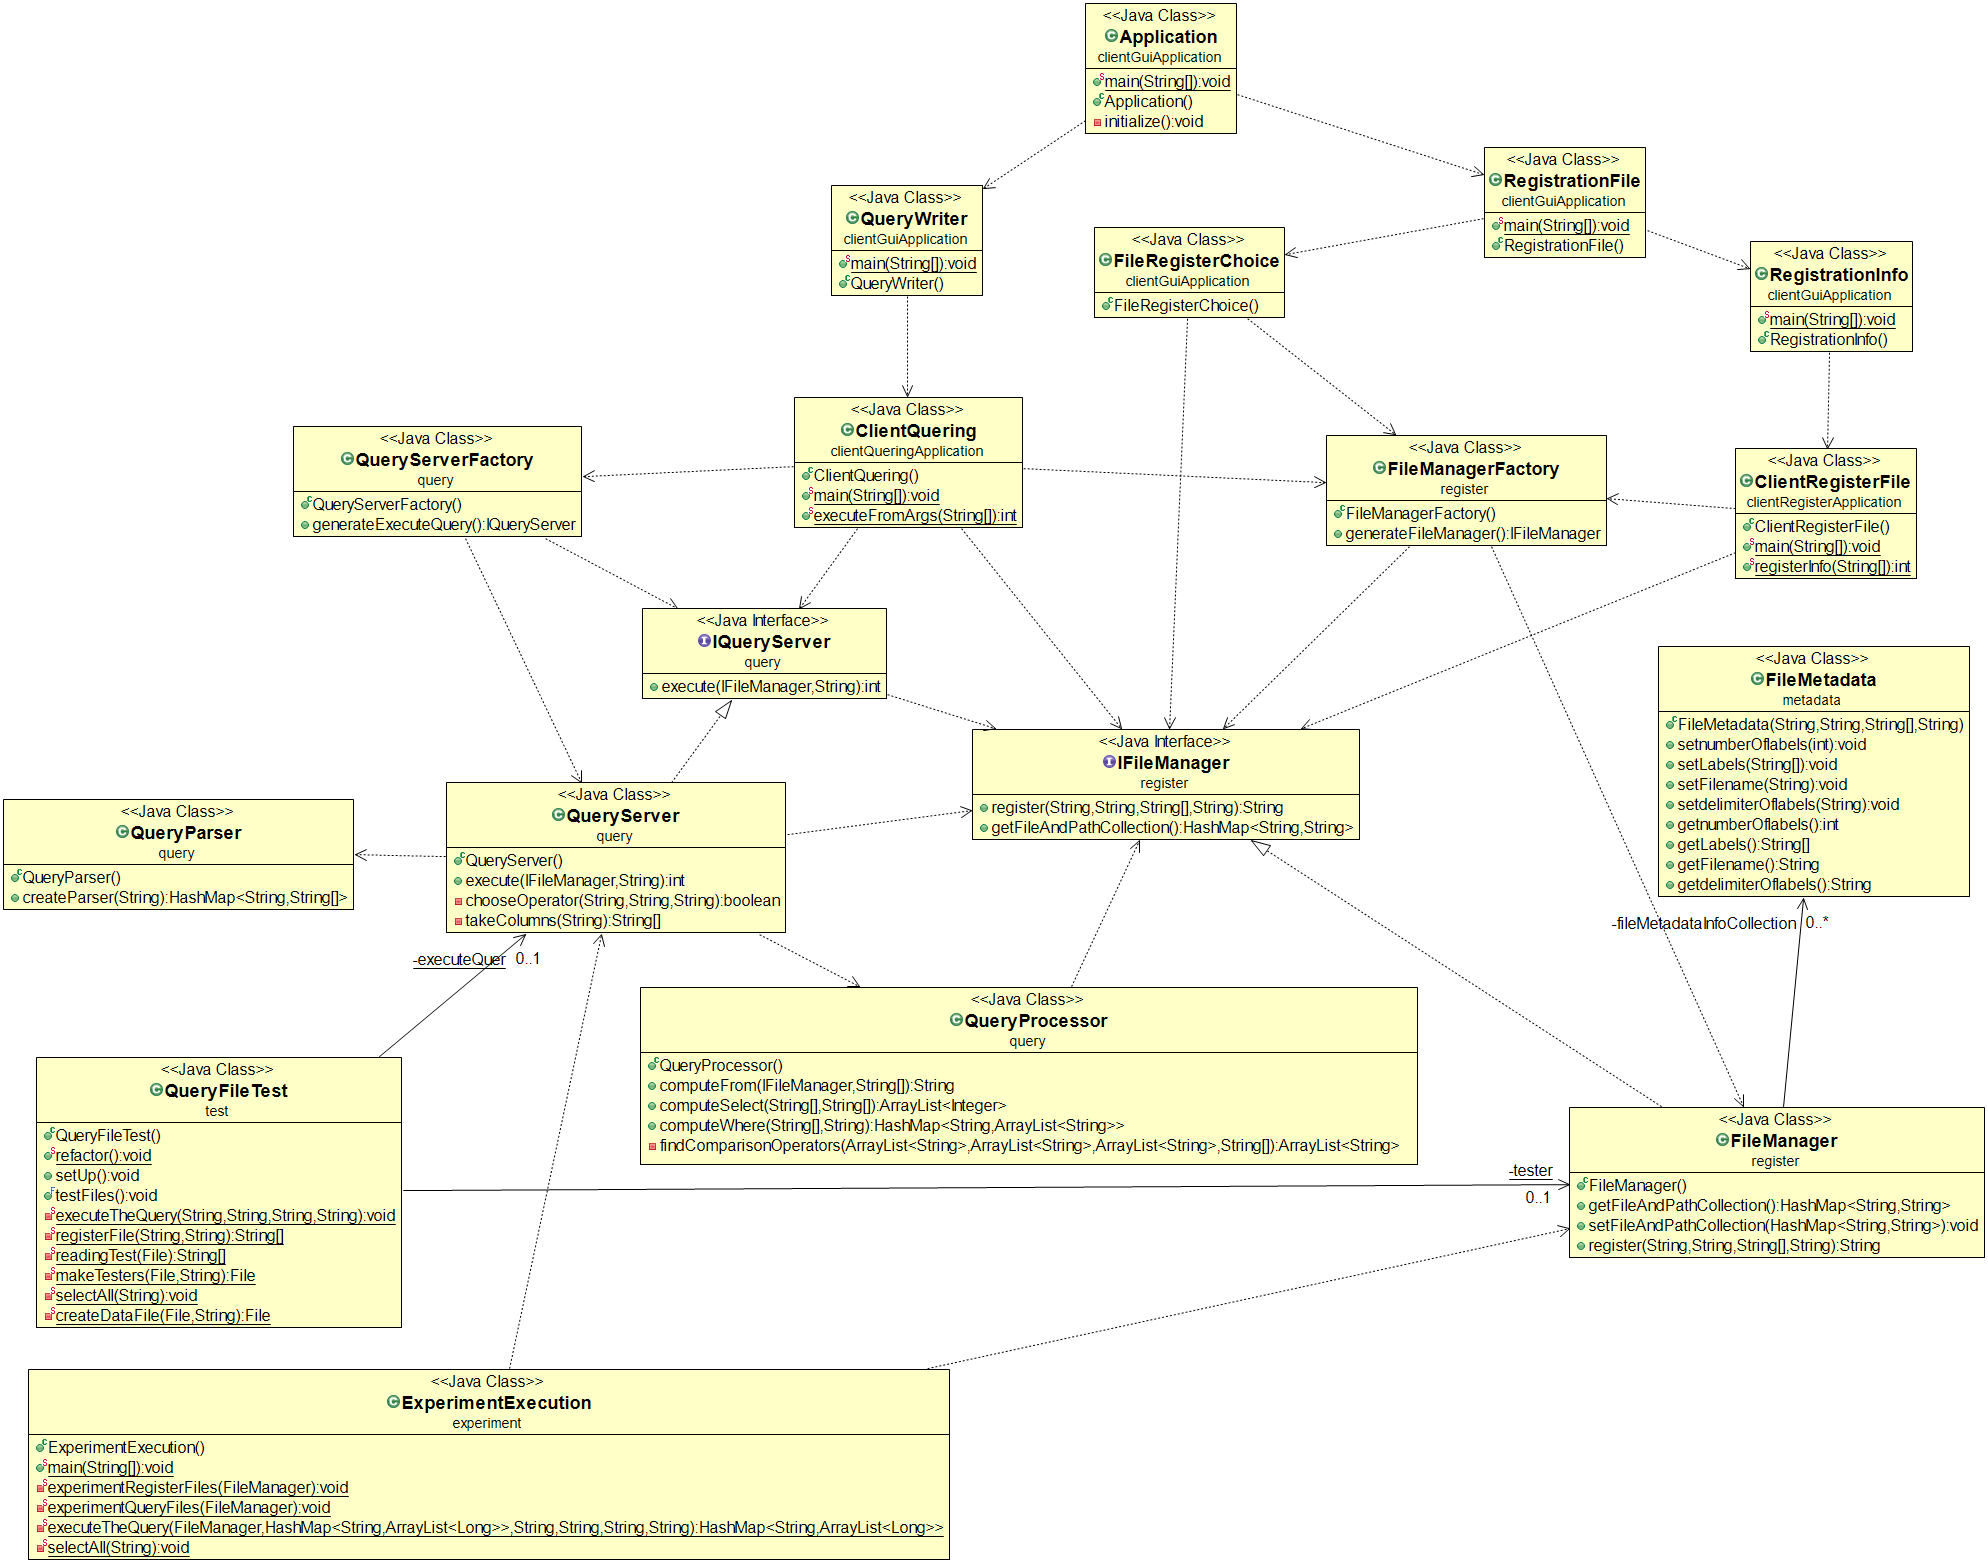 <<Java Class>>
Application
clientGuiApplication
main(String[]):void
Application()
initialize():void
<<Java Class>>
RegistrationFile
clientGuiApplication
main(String[]):void
RegistrationFile()
<<Java Class>>
QueryWriter
clientGuiApplication
main(String[]):void
QueryWriter()
<<Java Class>>
FileRegisterChoice
clientGuiApplication
FileRegisterChoice()
<<Java Class>>
RegistrationInfo
clientGuiApplication
main(String[]):void
RegistrationInfo()
<<Java Class>>
QueryServerFactory
query
QueryServerFactory()
generateExecuteQuery():IQueryServer
<<Java Class>>
ClientQuering
clientQueringApplication
ClientQuering()
main(String[]):void
executeFromArgs(String[]):int
<<Java Class>>
FileManagerFactory
register
FileManagerFactory()
generateFileManager():IFileManager
<<Java Class>>
ClientRegisterFile
clientRegisterApplication
ClientRegisterFile()
main(String[]):void
registerInfo(String[]):int
<<Java Interface>>
IQueryServer
query
execute(IFileManager,String):int
<<Java Class>>
FileMetadata
metadata
FileMetadata(String,String,String[],String)
setnumberOflabels(int):void
setLabels(String[]):void
setFilename(String):void
setdelimiterOflabels(String):void
getnumberOflabels():int
getLabels():String[]
getFilename():String
getdelimiterOflabels():String
<<Java Interface>>
IFileManager
register
register(String,String,String[],String):String
getFileAndPathCollection():HashMap<String,String>
<<Java Class>>
QueryParser
query
QueryParser()
createParser(String):HashMap<String,String[]>
<<Java Class>>
QueryServer
query
QueryServer()
execute(IFileManager,String):int
chooseOperator(String,String,String):boolean
takeColumns(String):String[]
-fileMetadataInfoCollection 0..*
-executeQuer 0..1
<<Java Class>>
QueryProcessor
query
QueryProcessor()
computeFrom(IFileManager,String[]):String
computeSelect(String[],String[]):ArrayList<Integer>
computeWhere(String[],String):HashMap<String,ArrayList<String>>
findComparisonOperators(ArrayList<String>,ArrayList<String>,ArrayList<String>,String[]):ArrayList<String>
<<Java Class>>
QueryFileTest
test
QueryFileTest()
refactor():void
setUp():void
testFiles():void
executeTheQuery(String,String,String,String):void
registerFile(String,String):String[]
readingTest(File):String[]
makeTesters(File,String):File
selectAll(String):void
createDataFile(File,String):File
-tester
0..1
<<Java Class>>
FileManager
register
FileManager()
getFileAndPathCollection():HashMap<String,String>
setFileAndPathCollection(HashMap<String,String>):void
register(String,String,String[],String):String
<<Java Class>>
ExperimentExecution
experiment
ExperimentExecution()
main(String[]):void
experimentRegisterFiles(FileManager):void
experimentQueryFiles(FileManager):void
executeTheQuery(FileManager,HashMap<String,ArrayList<Long>>,String,String,String,String):HashMap<String,ArrayList<Long>>
selectAll(String):void